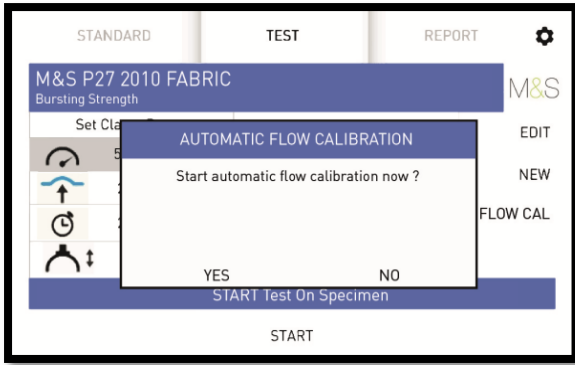 STANDARD
TEST
REPORT
M&S P27 2010 FABRIC
Bursting Strength
M&S
Set Cla
AUTOMATIC FLOW CALIBRATION
EDIT
5
Start automatic flow calibration now ?
NEW
FLOW CAL
YES
NO
START Test On Specimen
START